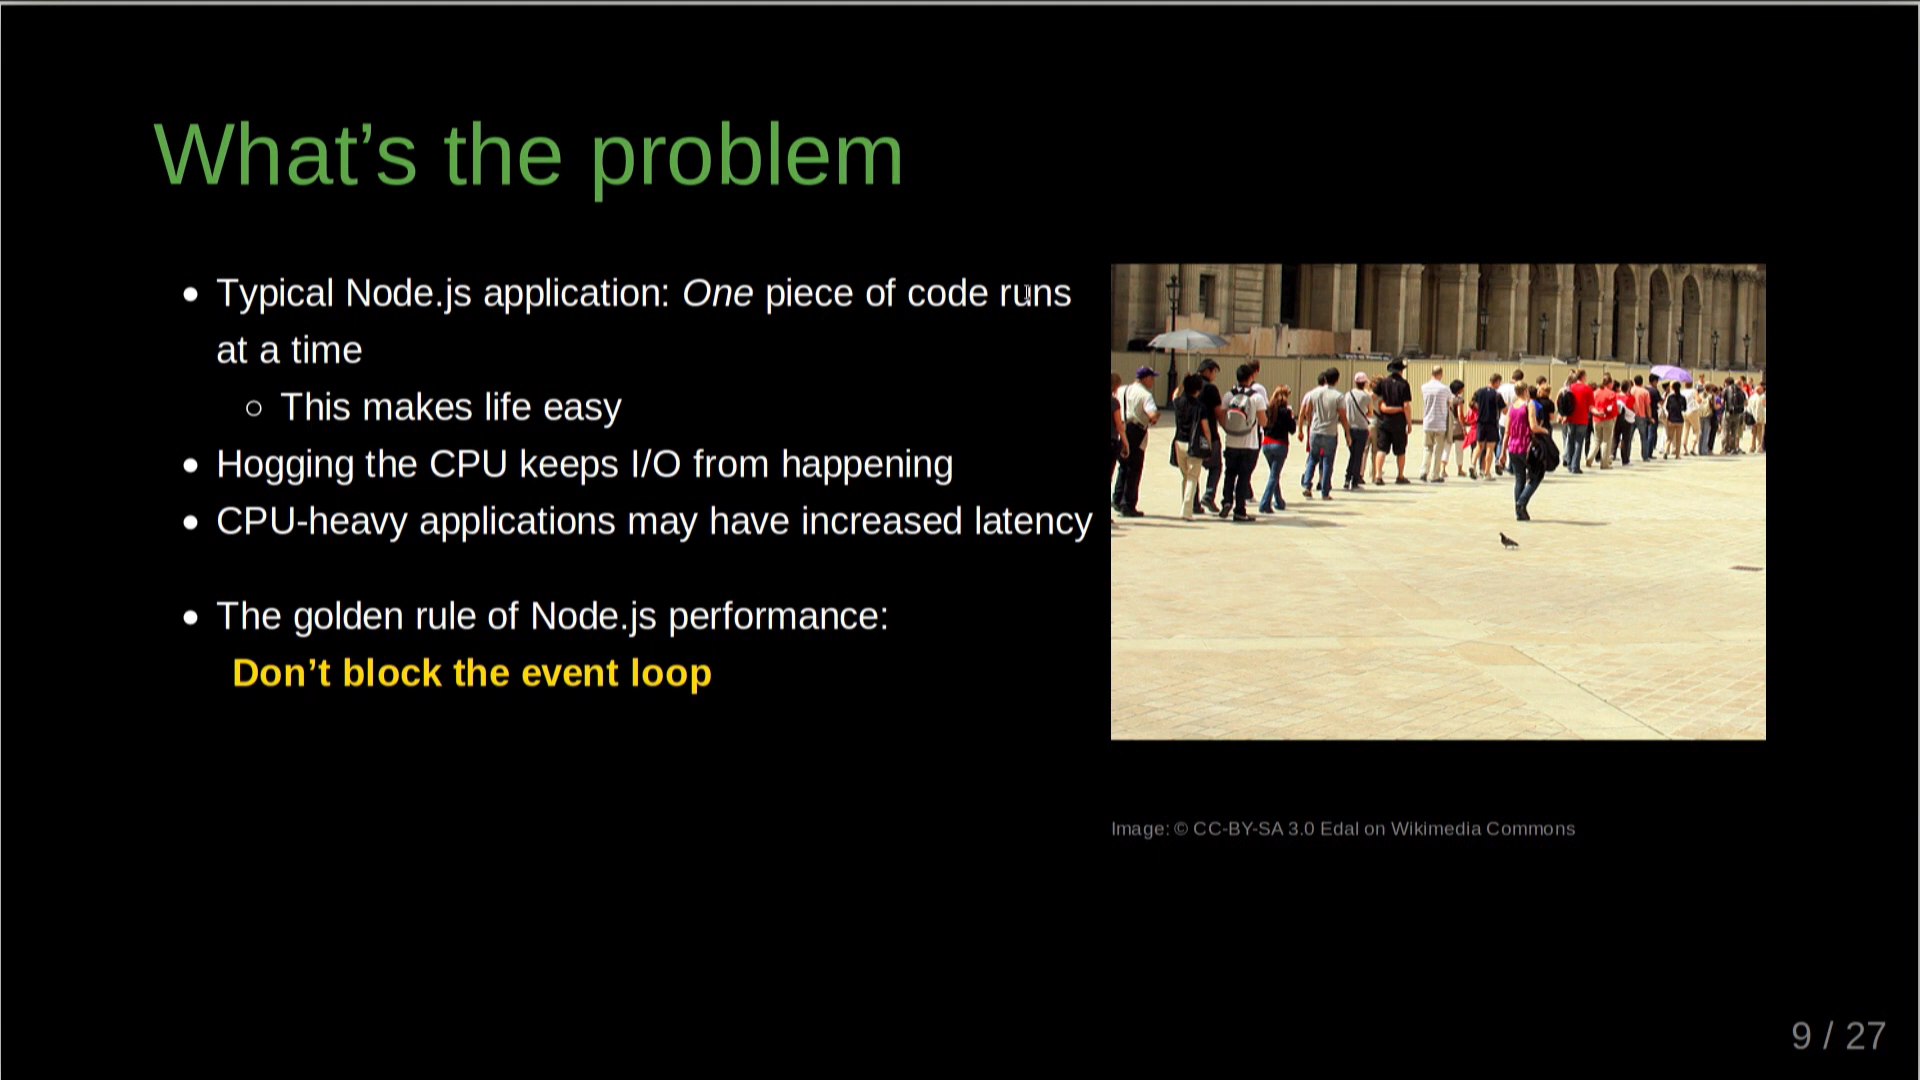 What’s the problem
• Typical Node.js application: One piece of code runs
at a time
○ This makes life easy
• Hogging the CPU keeps I/O from happening
• CPU-heavy applications may have increased latency
• The golden rule of Node.js performance:
Don’t block the event loop
Image: © CC-BY-SA 3.0 Edal on Wikimedia Commons
9 / 27